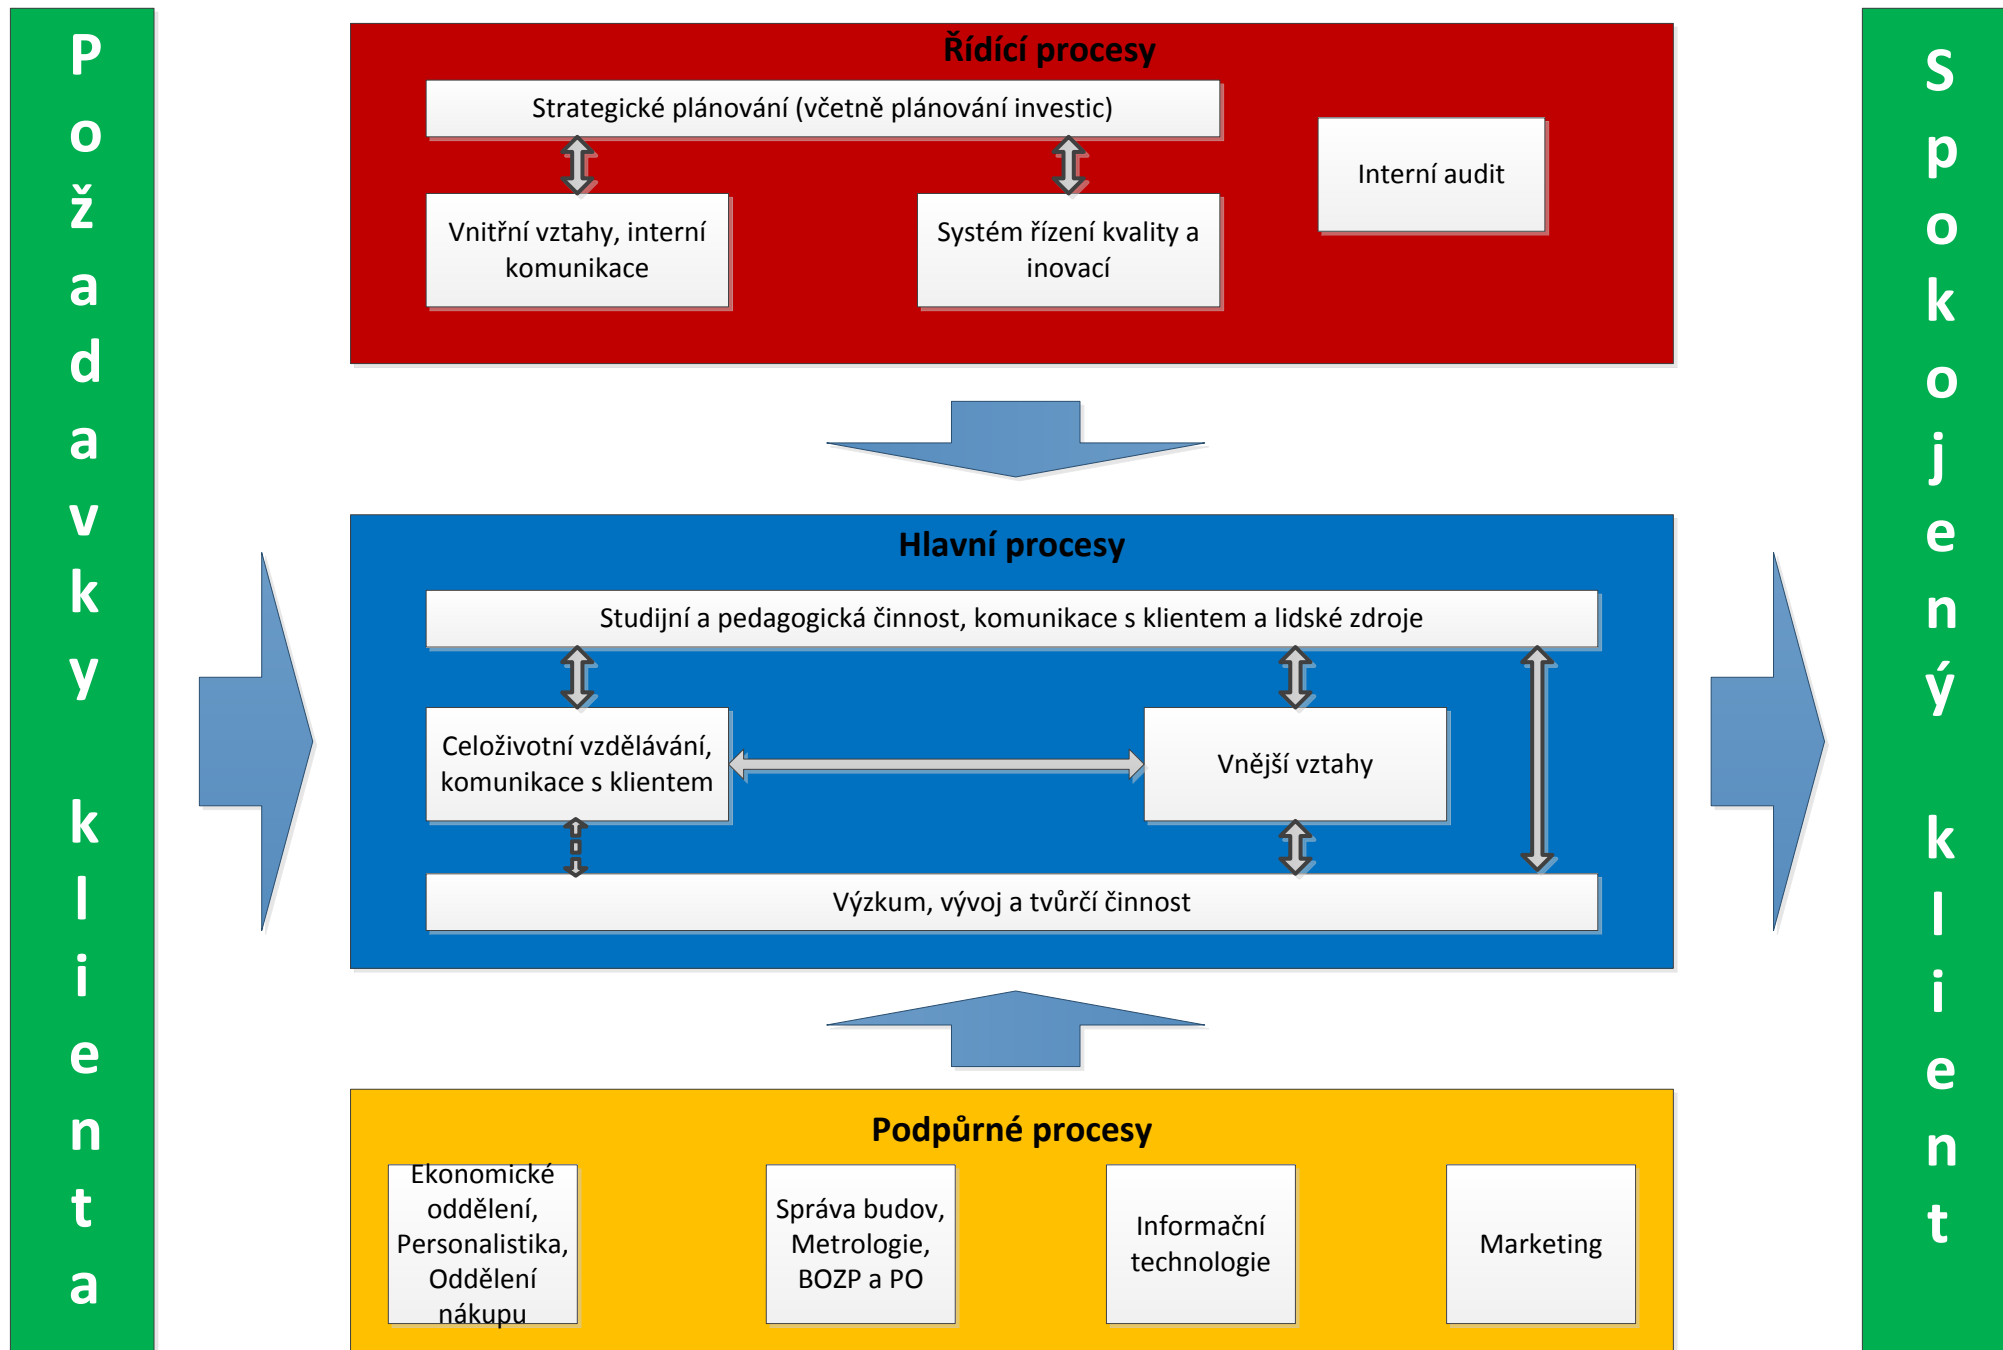 Požadavky klienta
Řídící procesy
Strategické plánování (včetně plánování investic)
Interní audit
Vnitřní vztahy, interní
komunikace
Systém řízení kvality a
inovací
Hlavní procesy
Studijní a pedagogická činnost, komunikace s klientem a lidské zdroje
Celoživotní vzdělávání,
komunikace s klientem
Vnější vztahy
Výzkum, vývoj a tvůrčí činnost
Podpůrné procesy
Ekonomické
oddělení,
Personalistika,
Oddělení
nákupu
Správa budov,
Metrologie,
BOZP a PO
Informační
technologie
Marketing
Spokojený klient